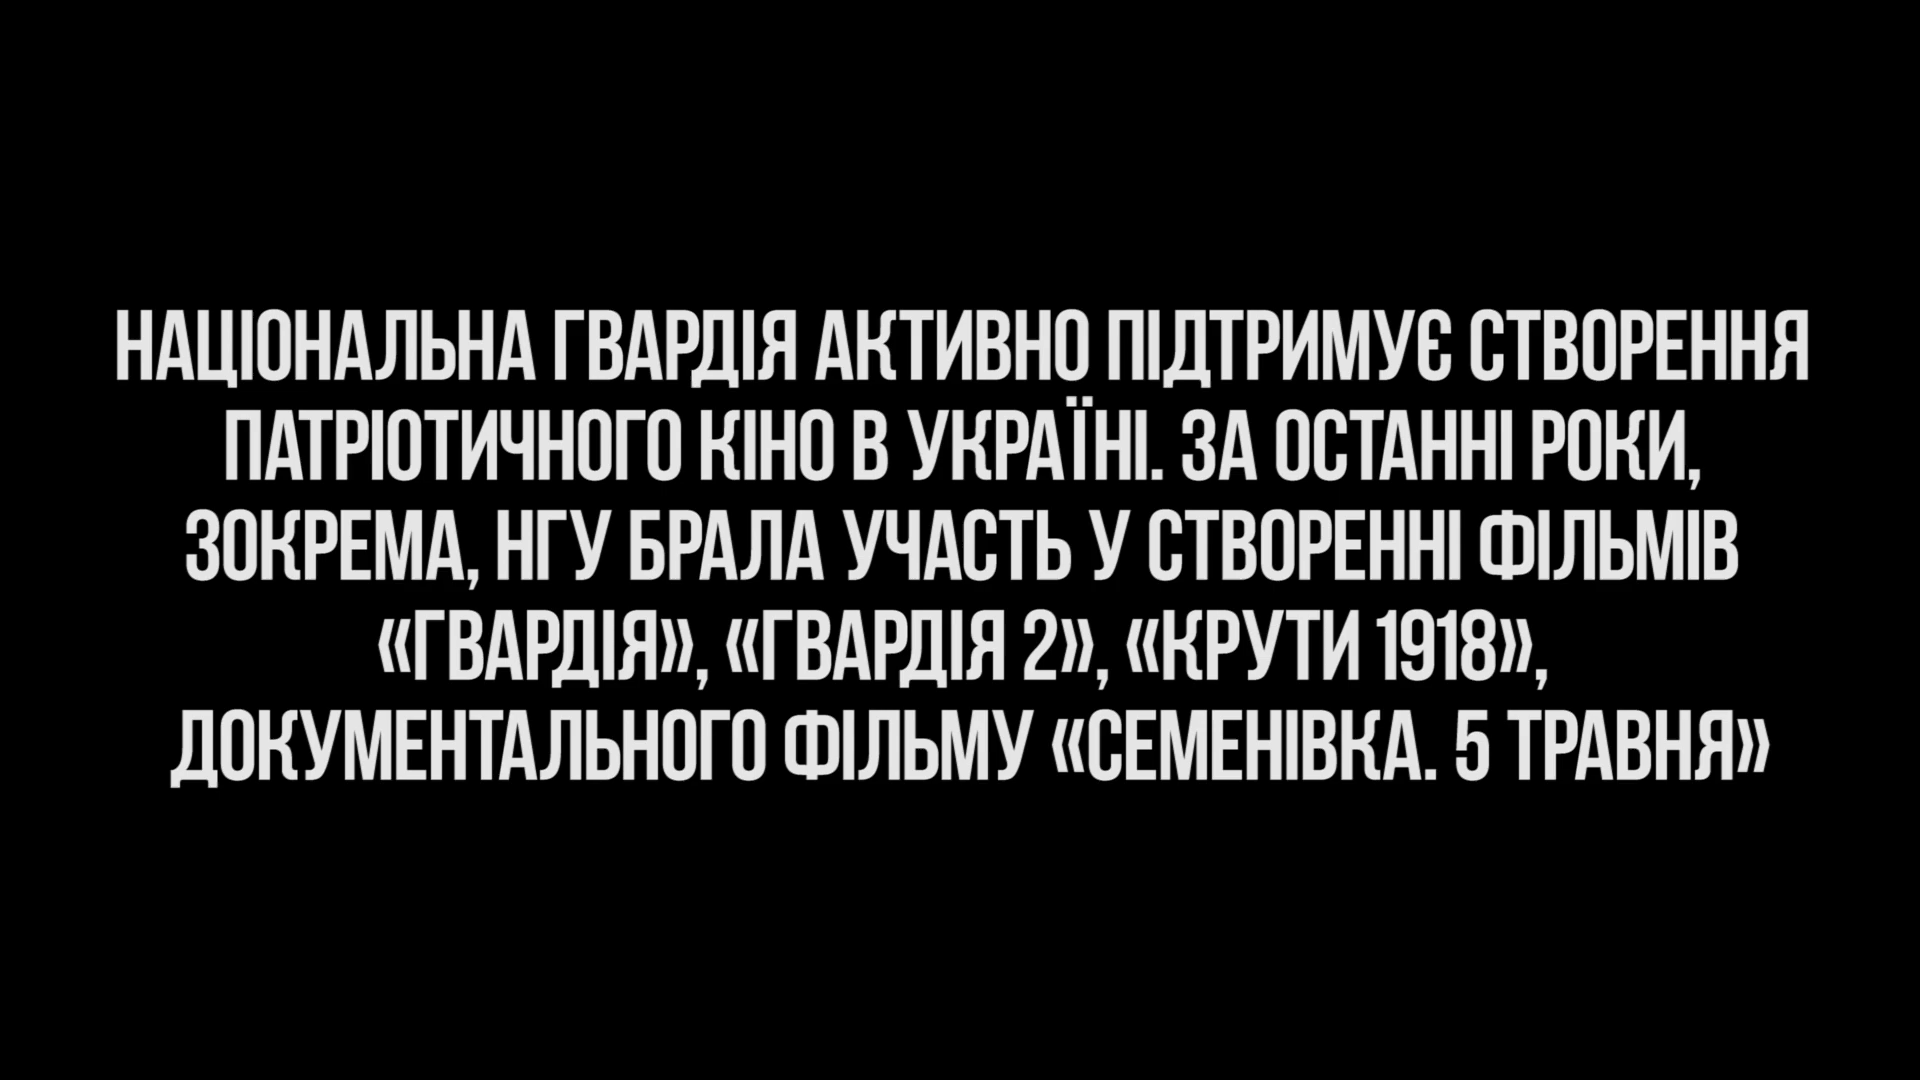 НАЦІОНАЛЬНА ГВАРДІЯ АКТИВНО ПІДТРИМУЄ СТВОРЕННЯ
ПАТРІОТИЧНОГО КІНО В УКРАЇНІ. ЗА ОСТАННІ РОКИ,
ЗОКРЕМА, НГУ БРАЛА УЧАСТЬ У СТВОРЕННІ ФІЛЬМІВ
«ГВАРДІЯ», «ГВАРДІЯ 2», «КРУТИ 1918»,
ДОКУМЕНТАЛЬНОГО ФІЛЬМУ «СЕМЕНІВКА. 5 ТРАВНЯ»